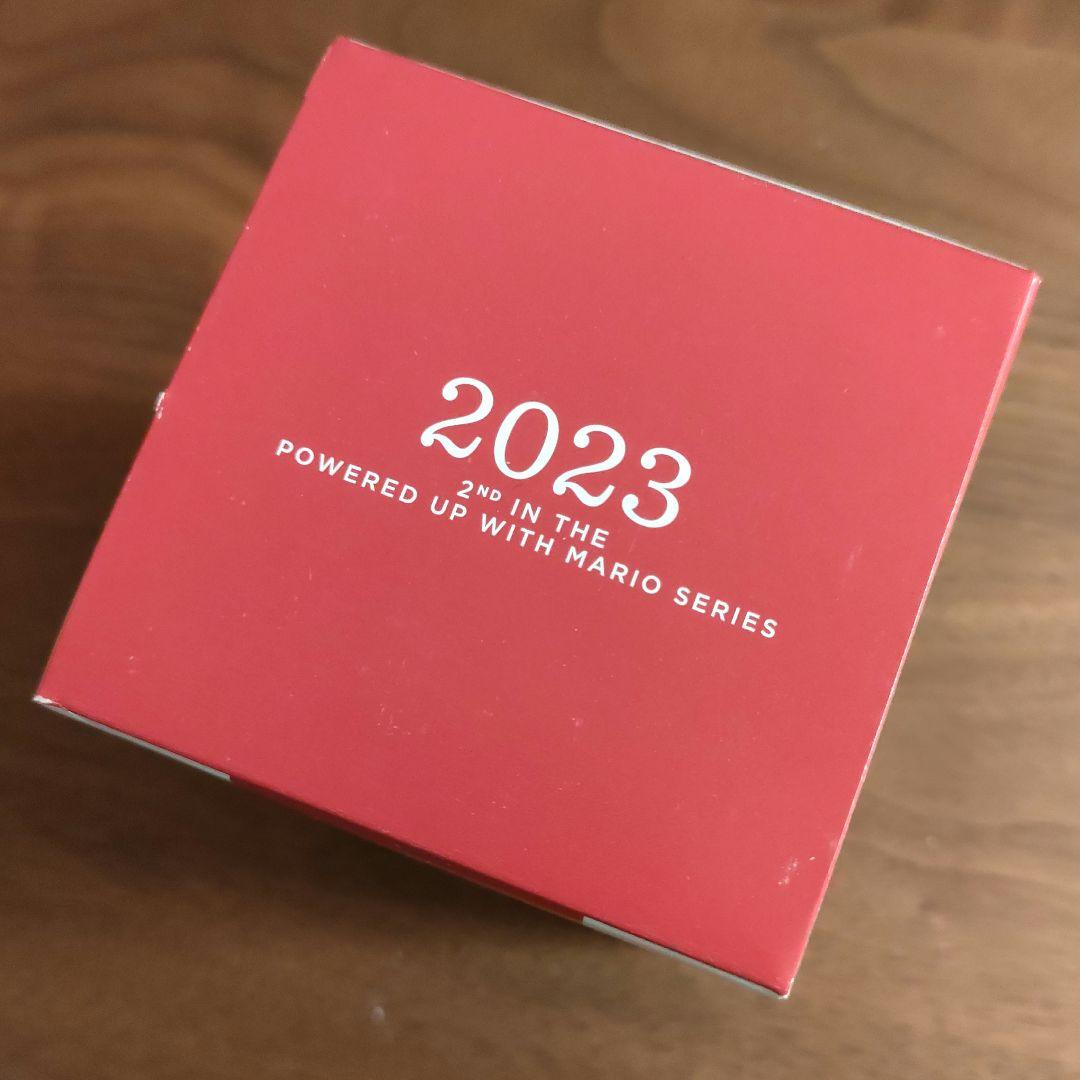 2023
2ND IN THE
POWERED UP WITH MARIO SERIES